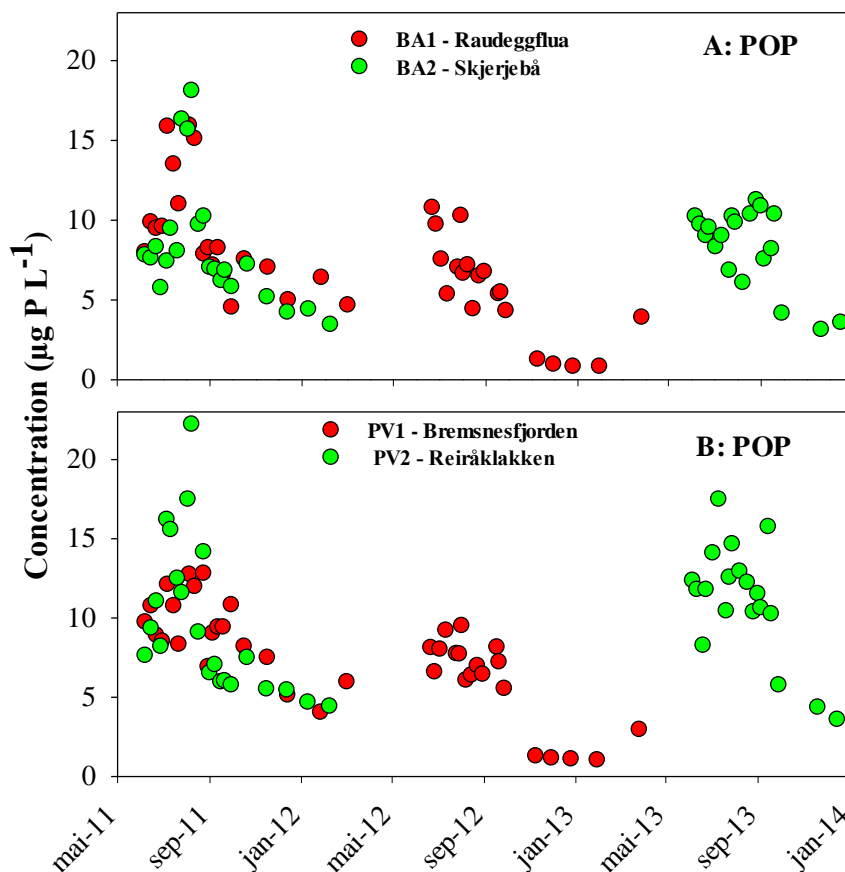 BA1 - Raudeggflua
BA2 - Skjerjebå
A: POP
20
15
10
5
0
Concentration (µg P L-1)
PV1 - Bremsnesfjorden
PV2 - Reiråklakken
B: POP
20
15
10
5
0
mai-11
sep-11
jan-12
mai-12
sep-12
jan-13
mai-13
sep-13
jan-14